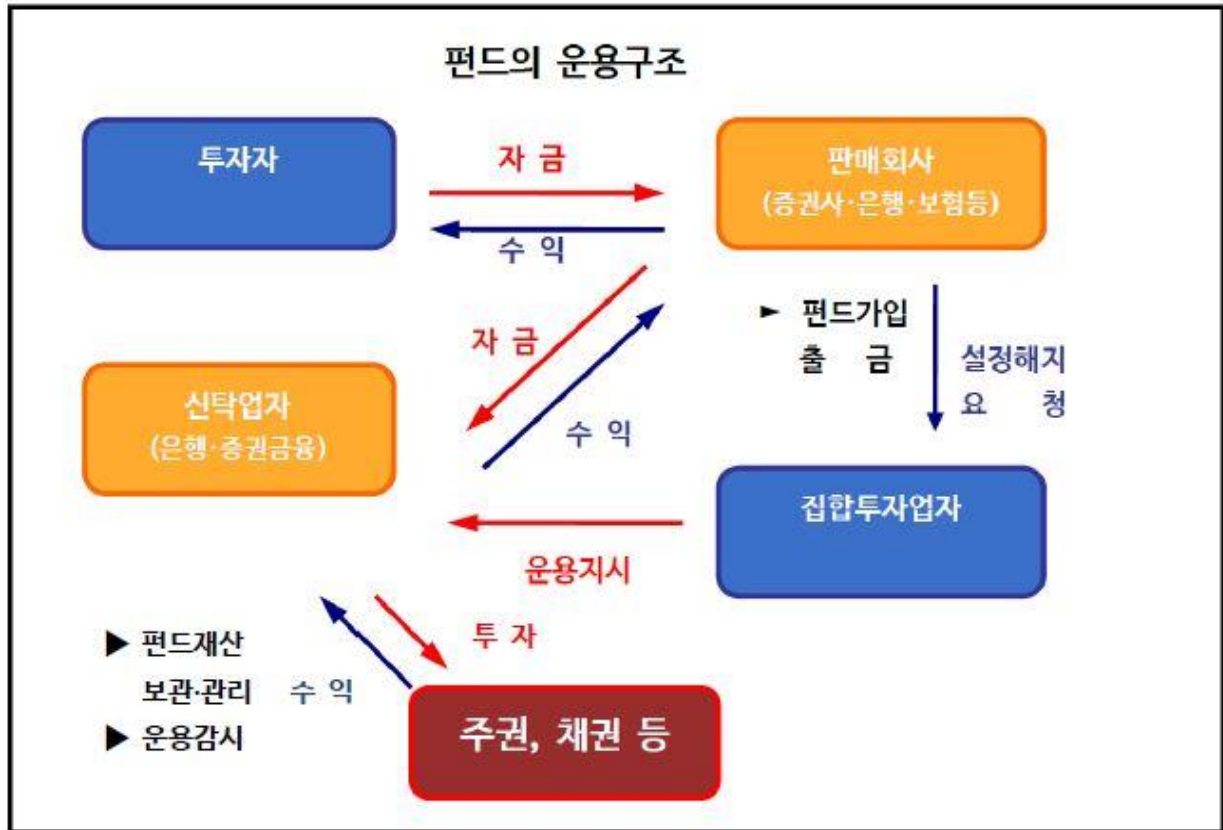 펀드의 운용구조
투자자
자 금
수 익
판매회사
(증권사·은행·보험등)
► 펀드가입
출 금
설정해지
요 청
자 금
수 익
신탁업자
(은행·증권금융)
집합투자업자
운용지시
▶ 펀드재산
보관·관리
▶ 운용감시
수 익
투 자
주권, 채권 등